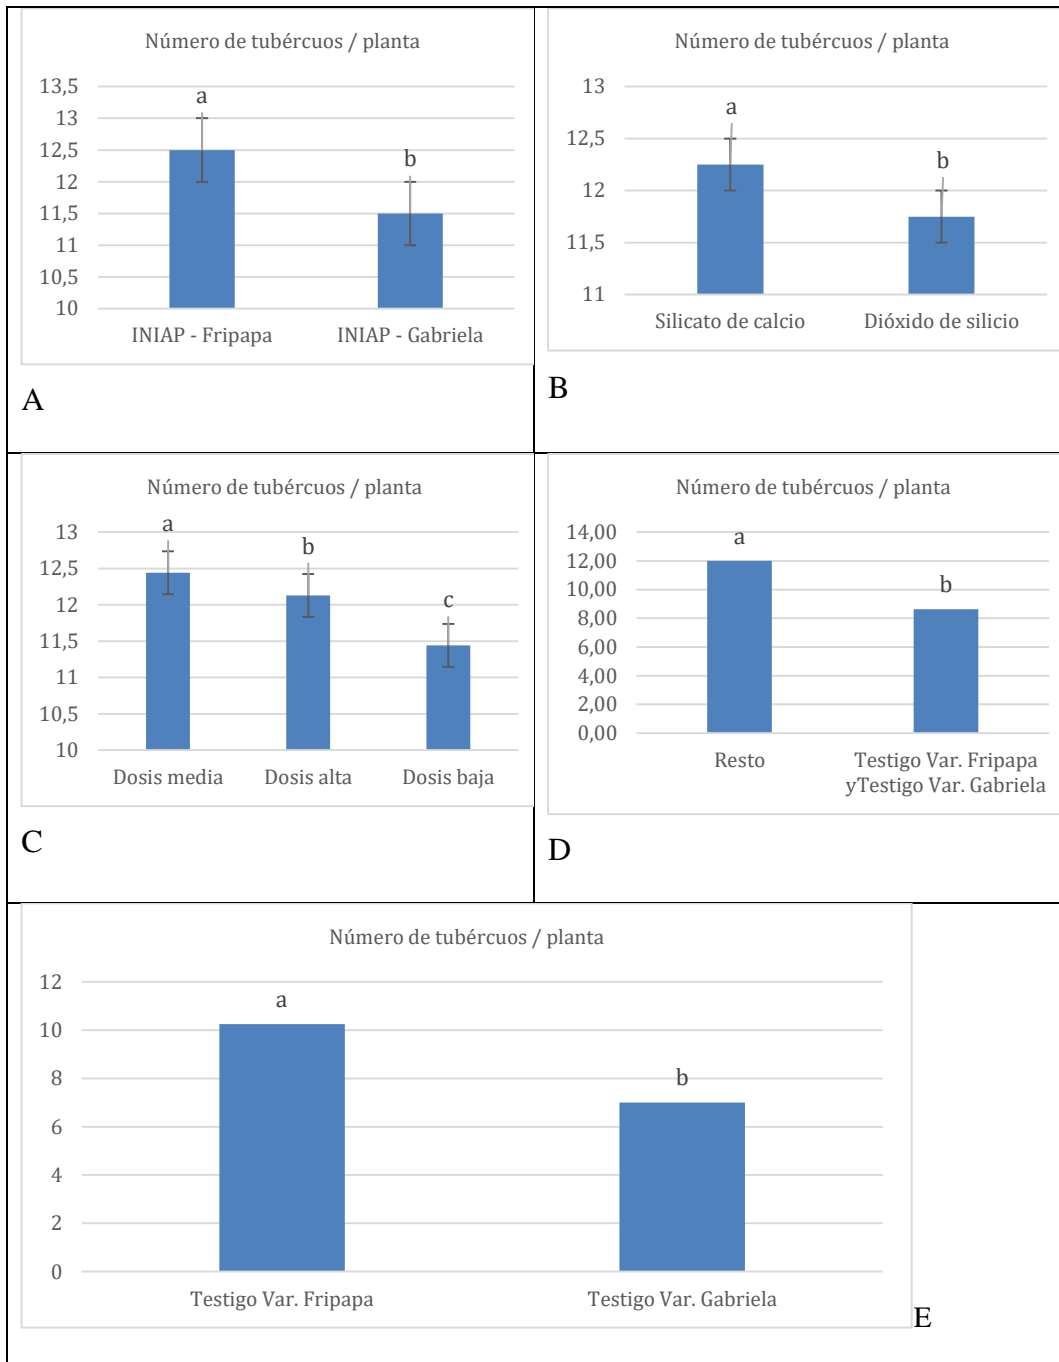 Número de tubércuos / planta
13,5
13
12,5
12
11,5
11
10,5
10
a
b
INIAP - Fripapa
INIAP - Gabriela
A
Número de tubércuos / planta
13
12,5
12
11,5
11
a
b
Silicato de calcio
Dióxido de silicio
B
Número de tubércuos / planta
13
12,5
12
11,5
11
10,5
10
a
b
c
Dosis media
Dosis alta
Dosis baja
C
Número de tubércuos / planta
14,00
12,00
10,00
8,00
6,00
4,00
2,00
0,00
a
b
Resto
Testigo Var. Fripapa
yTestigo Var. Gabriela
D
Número de tubércuos / planta
12
10
8
6
4
2
0
a
b
Testigo Var. Fripapa
Testigo Var. Gabriela
E